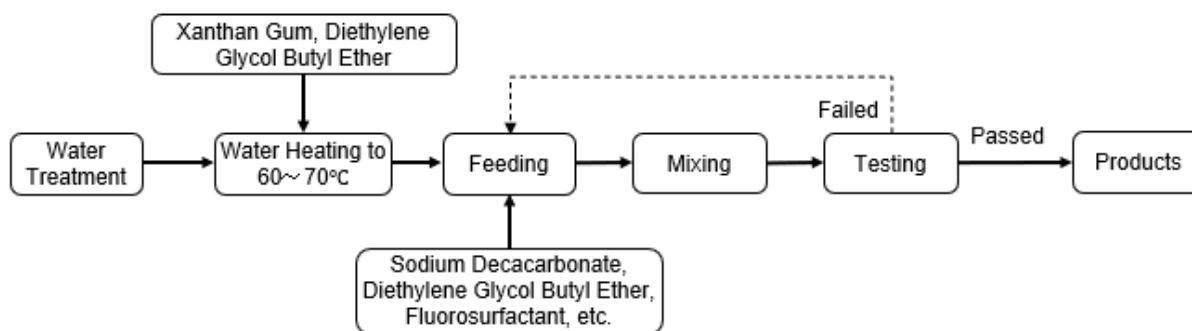 Xanthan Gum, Diethylene
Glycol Butyl Ether
Failed
Passed
Water
Treatment
Water Heating to
60～70℃
Feeding
Mixing
Testing
Products
Sodium Decacarbonate,
Diethylene Glycol Butyl Ether,
Fluorosurfactant, etc.